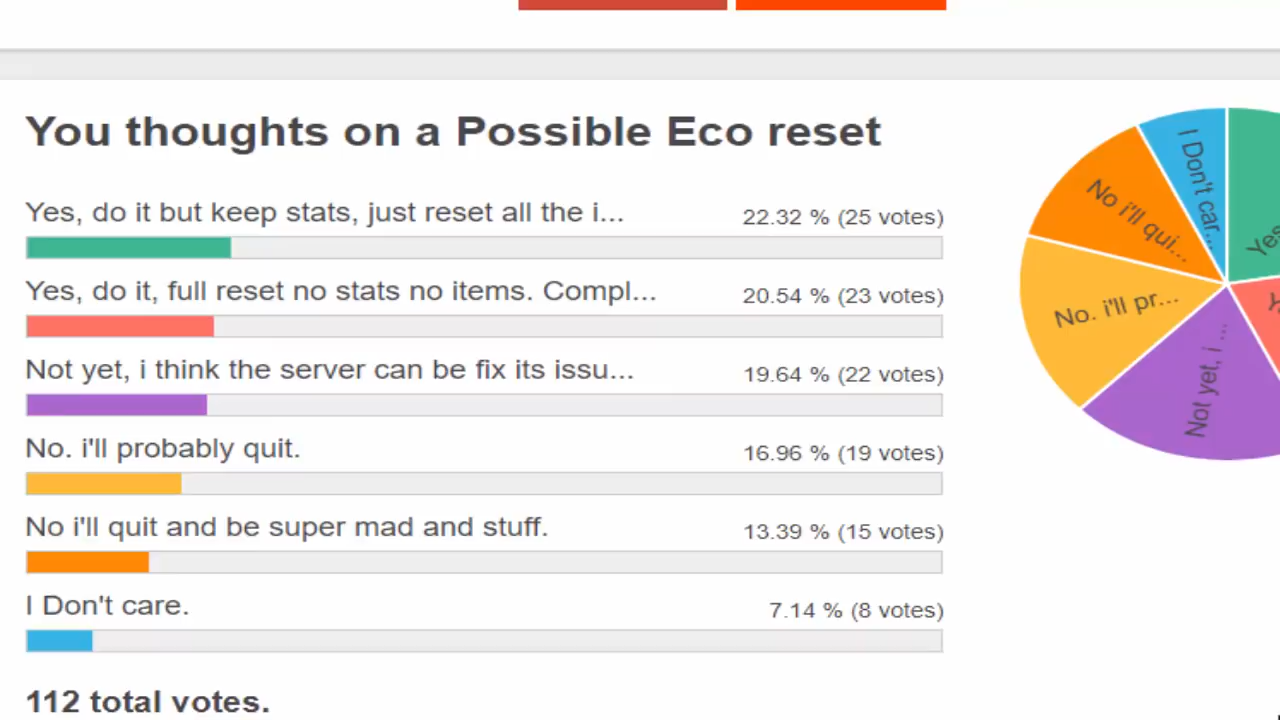 You thoughts on a Possible Eco reset
Yes, do it but keep stats, just reset all the i...
22.32 % (25 votes)
Yes, do it, full reset no stats no items. Compl...
20.54 % (23 votes)
Not yet, i think the server can be fix its issu...
19.64 % (22 votes)
No. i'll probably quit.
16.96 % (19 votes)
No i'll quit and be super mad and stuff.
13.39 % (15 votes)
I Don't care.
7.14 % (8 votes)
112 total votes.
I Don't car...
No i'll qui...
No. i'll pr...
Not yet, i ...
Yes